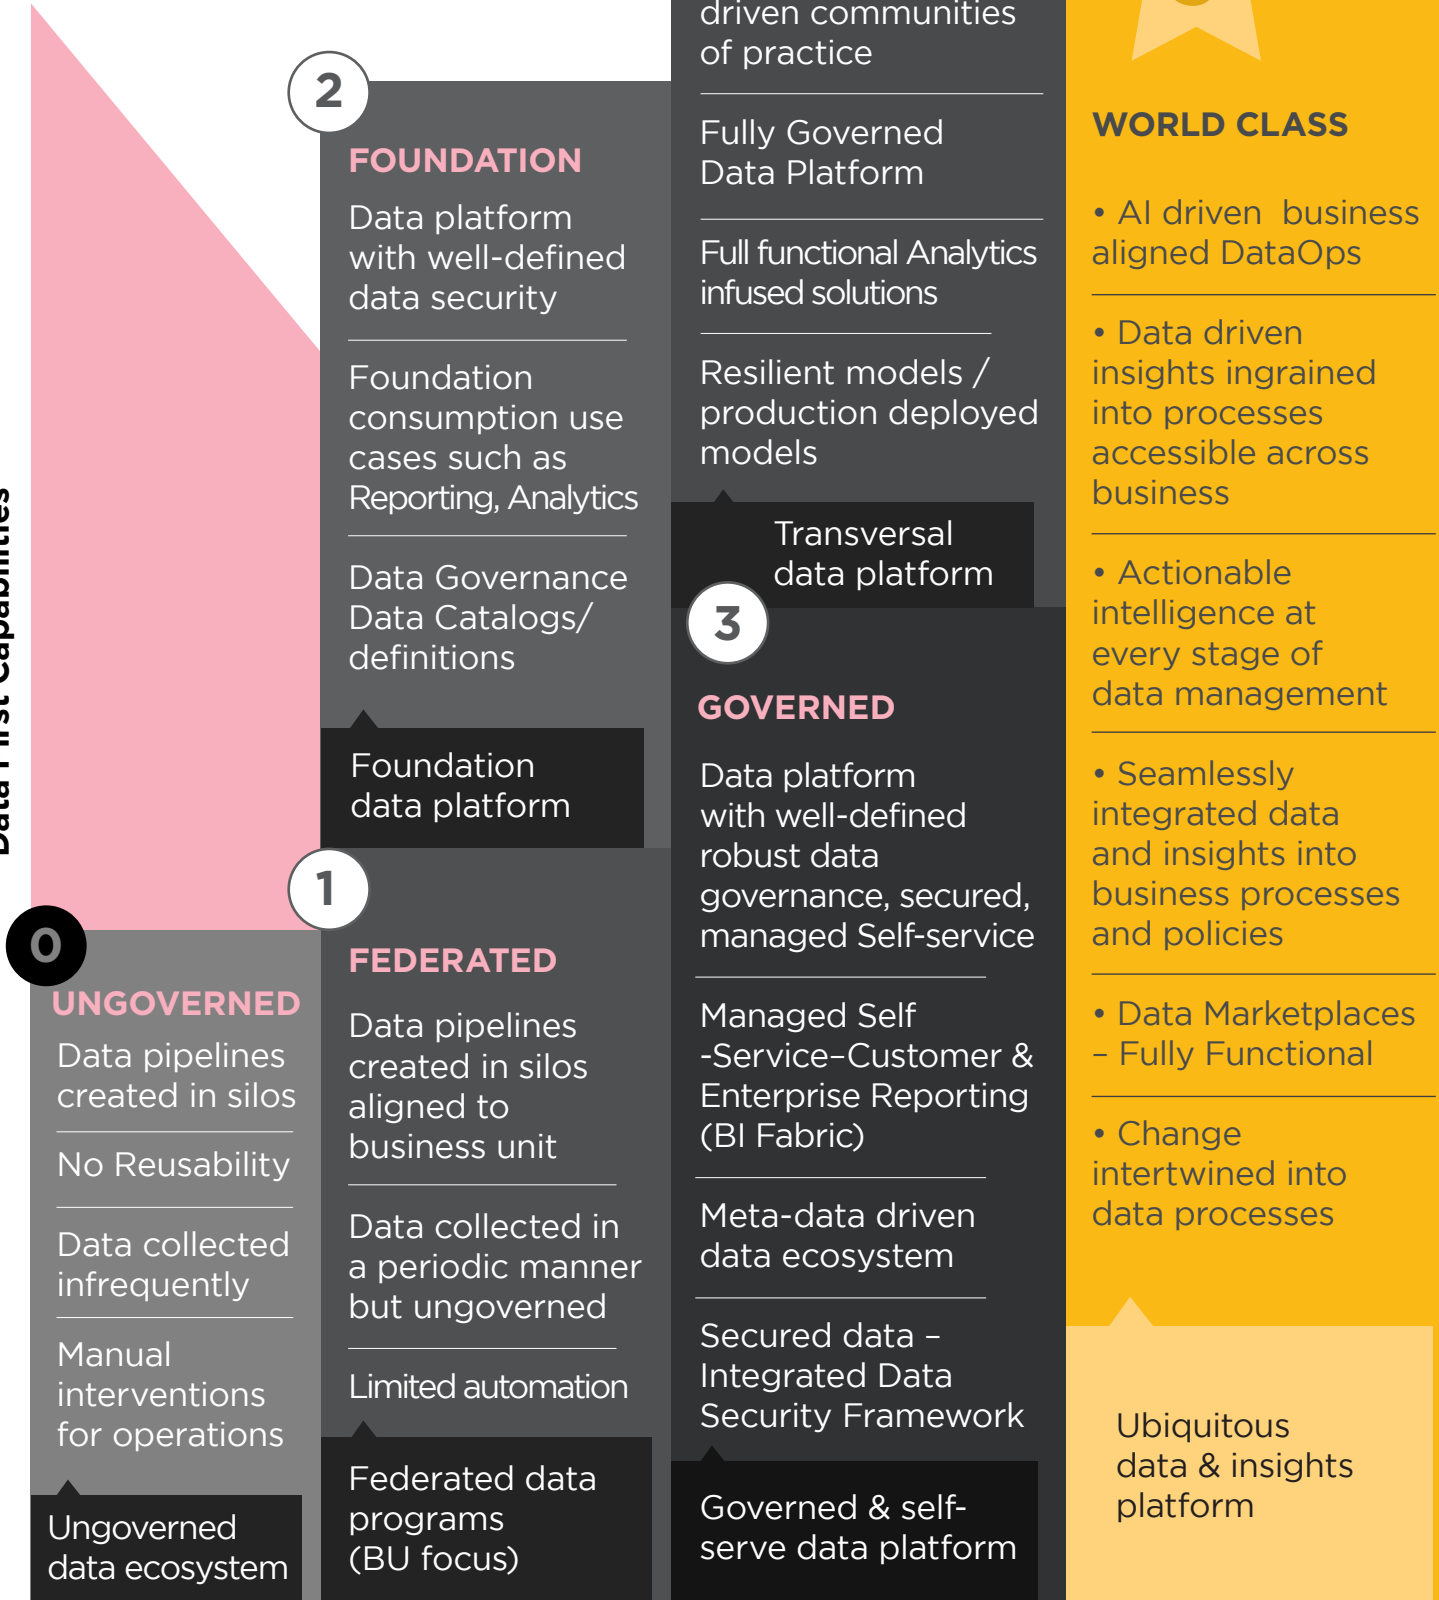 Data First Capabilities
0
UNGOVERNED
Data pipelines
created in silos
No Reusability
Data collected
infrequently
Manual
interventions
for operations
Ungoverned
data ecosystem
2
FOUNDATION
Data platform
with well-defined
data security
Foundation
consumption use
cases such as
Reporting, Analytics
Data Governance
Data Catalogs/
definitions
Foundation
data platform
1
FEDERATED
Data pipelines
created in silos
aligned to
business unit
Data collected in
a periodic manner
but ungoverned
Limited automation
Federated data
programs
(BU focus)
driven communities
of practice
Fully Governed
Data Platform
Full functional Analytics
infused solutions
Resilient models /
production deployed
models
Transversal
data platform
3
GOVERNED
Data platform
with well-defined
robust data
governance, secured,
managed Self-service
Managed Self
-Service–Customer &
Enterprise Reporting
(BI Fabric)
Meta-data driven
data ecosystem
Secured data –
Integrated Data
Security Framework
Governed & self-
serve data platform
WORLD CLASS
• AI driven  business
aligned DataOps
• Data driven
insights ingrained
into processes
accessible across
business
• Actionable
intelligence at
every stage of
data management
• Seamlessly
integrated data
and insights into
business processes
and policies
• Data Marketplaces
– Fully Functional
• Change
intertwined into
data processes
Ubiquitous
data & insights
platform